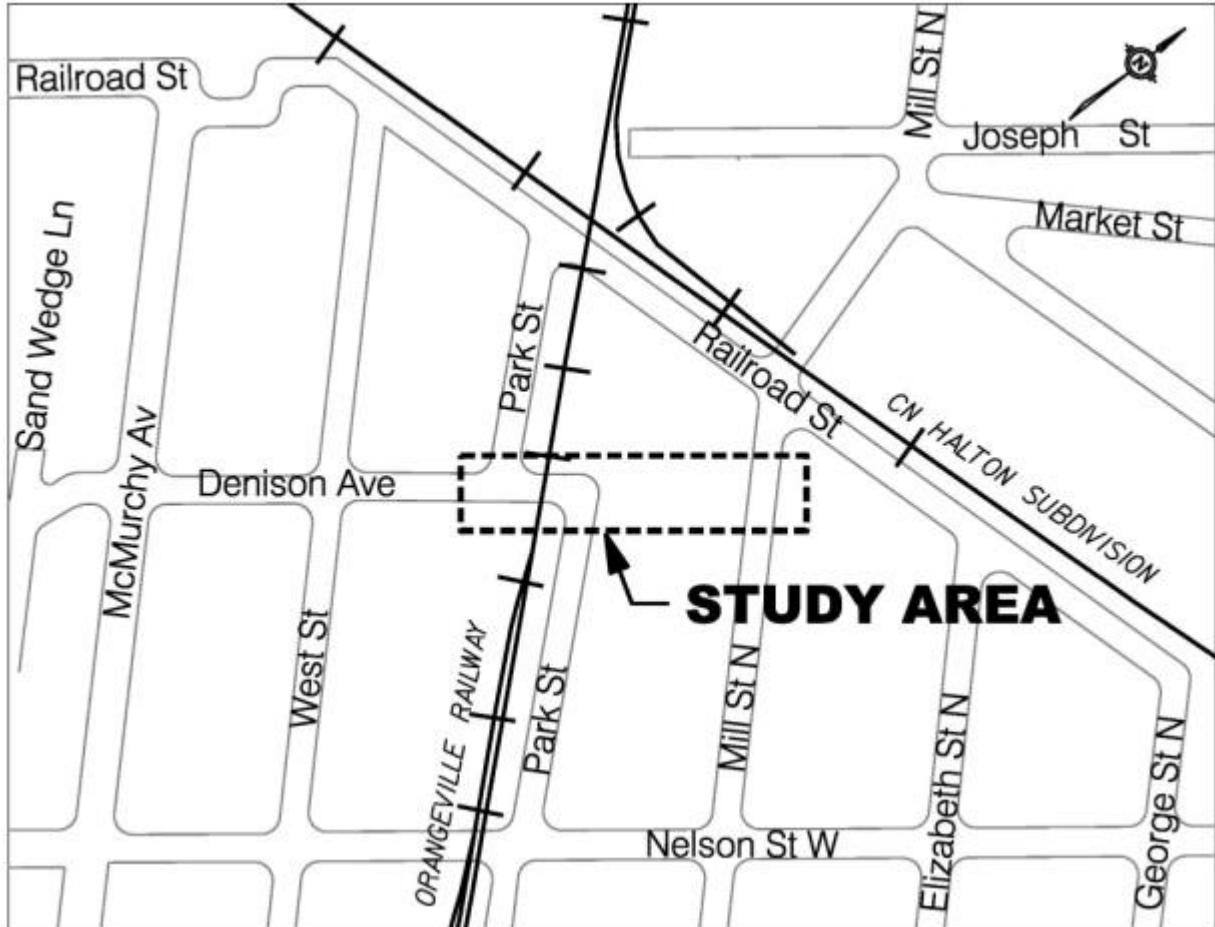 Mill St N
N
Railroad St
Joseph St
Market St
Sand Wedge Ln
Park St
Railroad St
CN HALTON SUBDIVISION
McMurchy Av
Denison Ave
STUDY AREA
West St
ORANGEVILLE RAILWAY
Park St
Mill St N
Elizabeth St N
George St N
Nelson St W